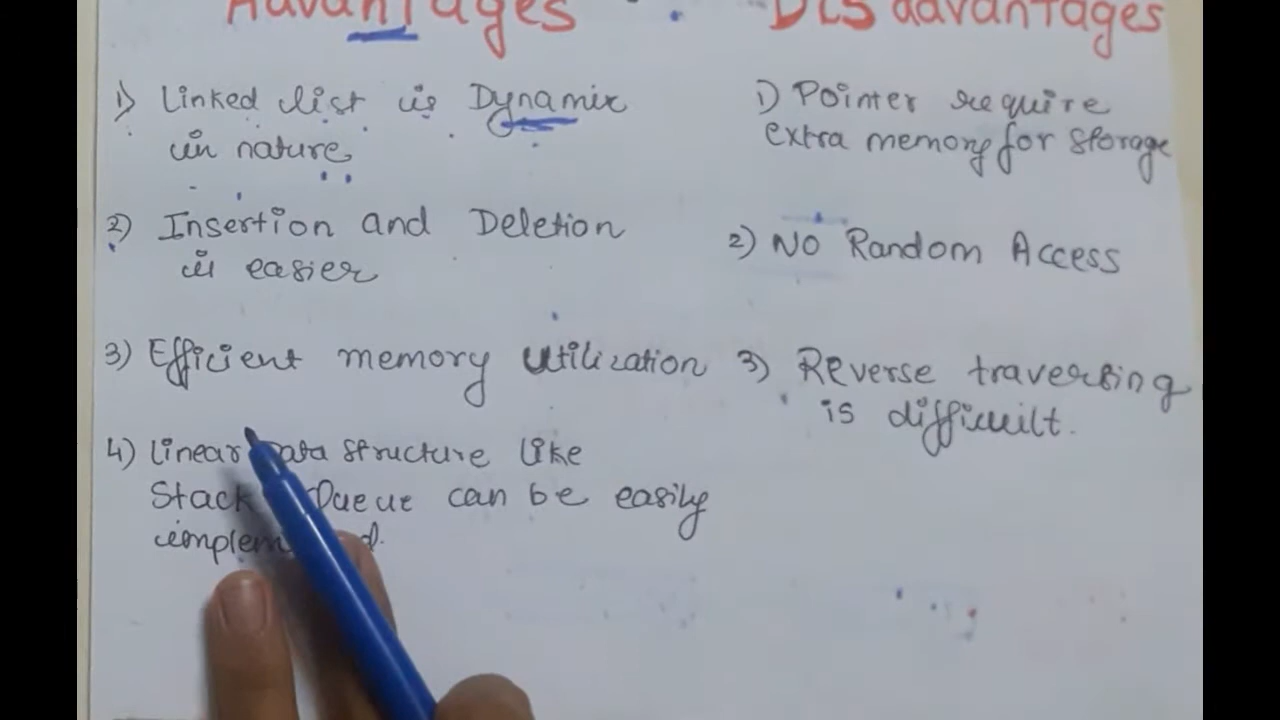 Advantages
1) Linked list is Dynamic
in nature,
2) Insertion and Deletion
is easier
3) Efficient memory utilization
4) Linear Data structure like
Stack Queue can be easily
Disadvantages
1) Pointer require
extra memory for storage
2) No Random Access
3) Reverse traversing
is difficuilt.